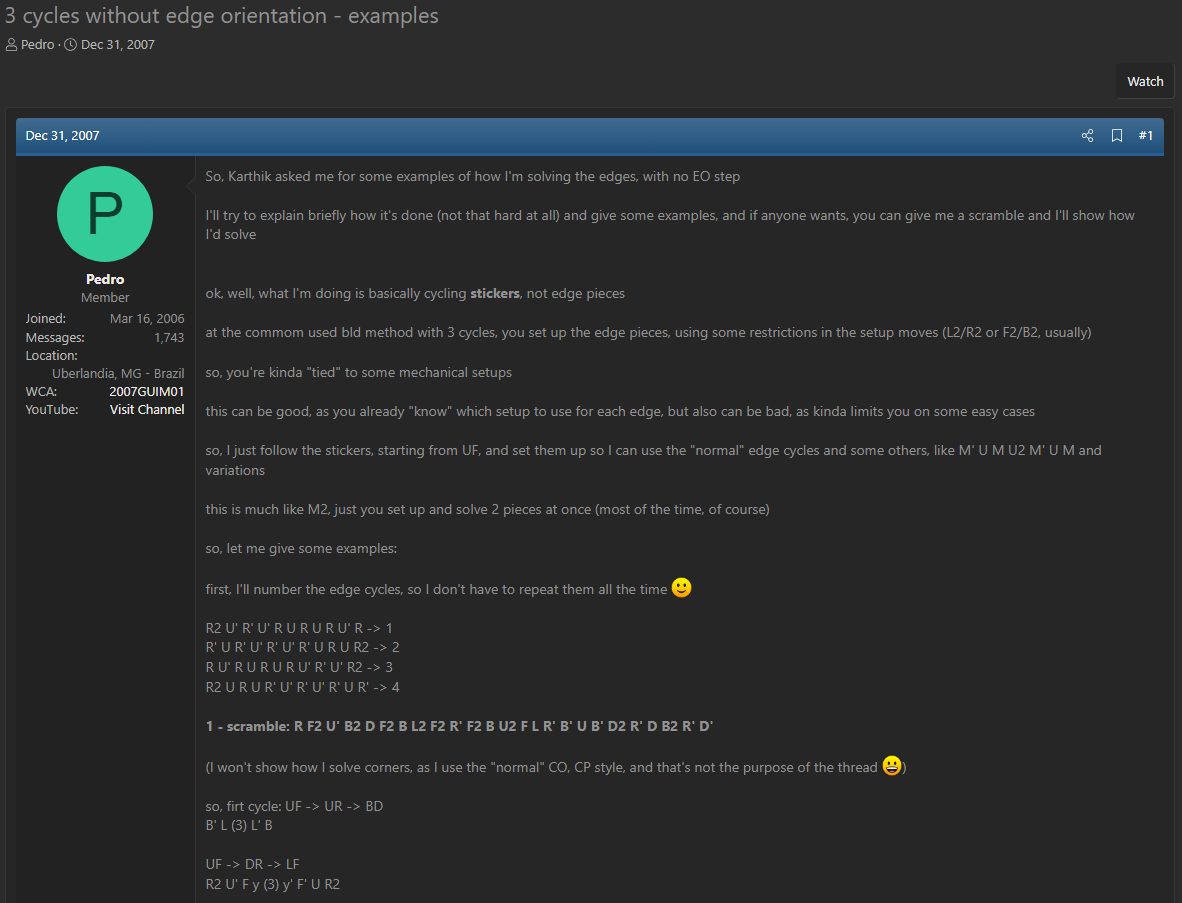 3 cycles without edge orientation - examples
Pedro · Dec 31, 2007
Watch
Dec 31, 2007
#1
P
Pedro
Member
Joined: Mar 16, 2006
Messages: 1,743
Location:
Uberlandia, MG - Brazil
WCA: 2007GUIM01
YouTube: Visit Channel
So, Karthik asked me for some examples of how I'm solving the edges, with no EO step
I'll try to explain briefly how it's done (not that hard at all) and give some examples, and if anyone wants, you can give me a scramble and I'll show how
I'd solve
ok, well, what I'm doing is basically cycling stickers, not edge pieces
at the commom used bld method with 3 cycles, you set up the edge pieces, using some restrictions in the setup moves (L2/R2 or F2/B2, usually)
so, you're kinda "tied" to some mechanical setups
this can be good, as you already "know" which setup to use for each edge, but also can be bad, as kinda limits you on some easy cases
so, I just follow the stickers, starting from UF, and set them up so I can use the "normal" edge cycles and some others, like M' U M U2 M' U M and
variations
this is much like M2, just you set up and solve 2 pieces at once (most of the time, of course)
so, let me give some examples:
first, I'll number the edge cycles, so I don't have to repeat them all the time
R2 U' R' U' R U R U R U' R -> 1
R' U R' U' R' U' R' U R U R2 -> 2
R U' R U R U R U' R' U' R2 -> 3
R2 U R U R' U' R' U' R' U R' -> 4
1 - scramble: R F2 U' B2 D F2 B L2 F2 R' F2 B U2 F L R' B' U B' D2 R' D B2 R' D'
(I won't show how I solve corners, as I use the "normal" CO, CP style, and that's not the purpose of the thread )
so, firt cycle: UF -> UR -> BD
B' L (3) L' B
UF -> DR -> LF
R2 U' F y (3) y' F' U R2